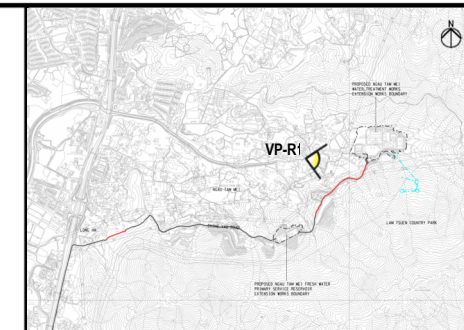 N
PROPOSED NGAU TAM MEI
WATER TREATMENT WORKS
EXTENSION WORKS BOUNDARY
VP-R1
NGAU TAM MEI
LAM TSUEN COUNTRY PARK
PROPOSED NGAU TAM MEI FRESH WATER
PRIMARY SERVICE RESERVOIR
EXTENSION WORKS BOUNDARY